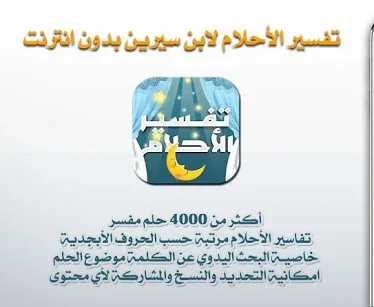 تفسير الأحلام لابن سيرين بدون انترنت
تفسير
الأحلام
أكثر من 4000 حلم مفسر
تفاسير الأحلام مرتبة حسب الحروف الأبجدية
خاصية البحث اليدوي عن الكلمة موضوع الحلم
امكانية التحديد والنسخ والمشاركة لأي محتوى